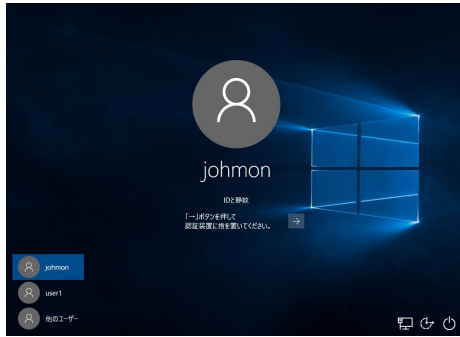 johmon
IDと静紋
「→」ボタンを押して
認証装置に指を置いてください。
johmon
user1
他のユーザー